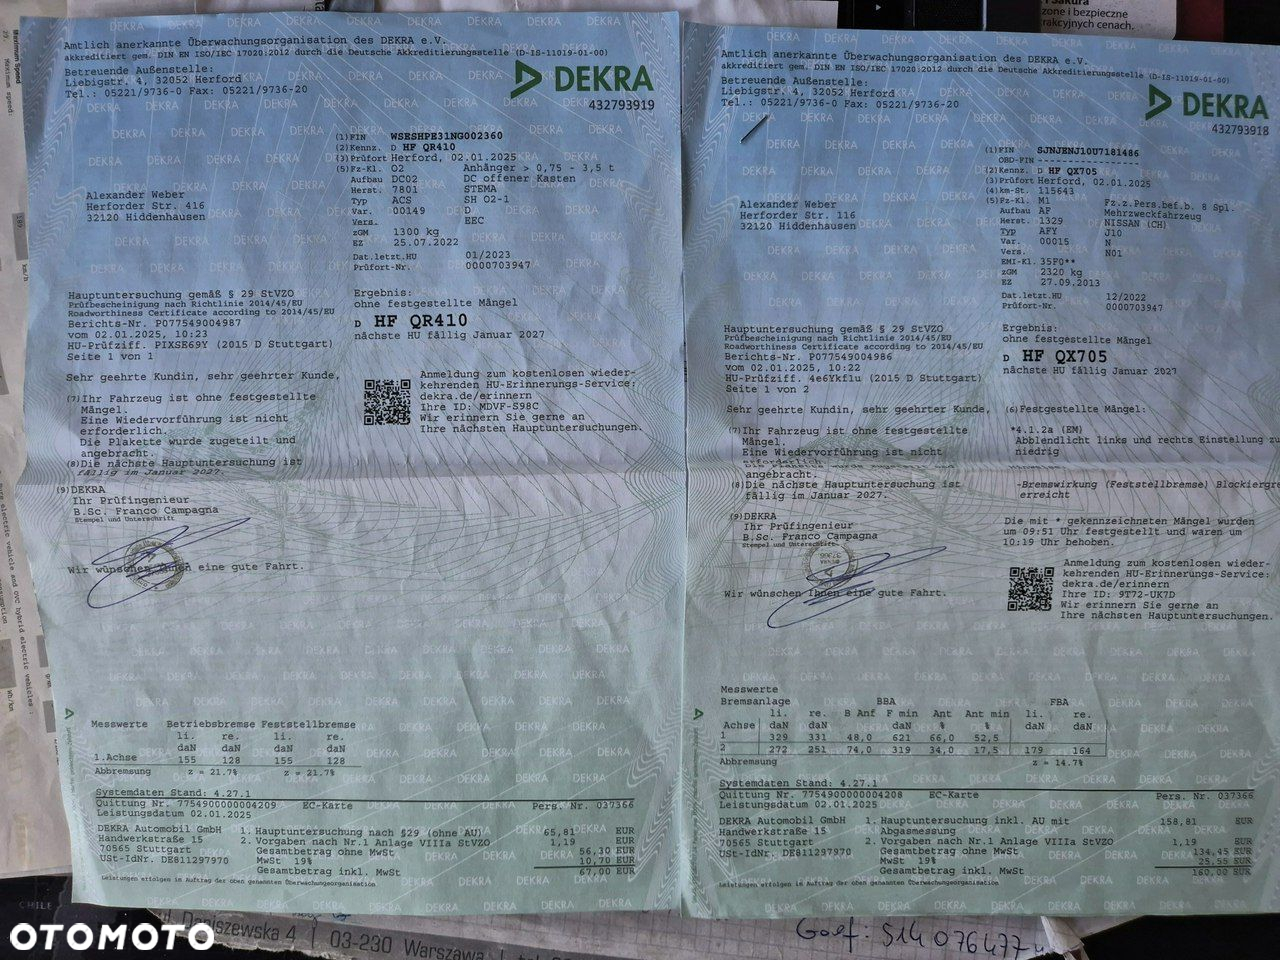 i Sakura
zone i bezpieczne
rakcyjnych cenach.
Amtlich anerkannte Überwachungsorganisation des DEKRA e.V.
akkreditiert gem. DIN EN ISO/IEC 17020:2012 durch die Deutsche Akkreditierungsstelle (D-IS-11019-01-00)
Betreuende Außenstelle:
Liebigstr. 4, 32052 Herford
Tel.: 05221/9736-0 Fax: 05221/9736-20
DEKRA
432793919
(1) FIN WSESHPE31NG002360
(2) Kennz. D HF QR410
(3) Prüfort Herford, 02.01.2025
(5) Fz-Kl. O2 Anhänger > 0,75 - 3,5 t
Aufbau DC02 DC offener Kasten
Herst. 7801 STEMA
Typ ACS SH O2-1
Var. 00149 D
Vers. EEC
zGM 1300 kg
EZ 25.07.2022
Dat.letzt.HU 01/2023
Prüfort-Nr. 0000703947
Alexander Weber
Herforder Str. 416
32120 Hiddenhausen
Hauptuntersuchung gemäß § 29 StVZO
Prüfbescheinigung nach Richtlinie 2014/45/EU
Roadworthiness Certificate according to 2014/45/EU
Berichts-Nr. P077549004987
vom 02.01.2025, 10:23
HU-Prüfziff. PIXSE69Y (2015 D Stuttgart)
Seite 1 von 1
Ergebnis:
ohne festgestellte Mängel
D HF QR410
nächste HU fällig Januar 2027
Sehr geehrte Kundin, sehr geehrter Kunde,
(7) Ihr Fahrzeug ist ohne festgestellte
Mängel.
Eine Wiedervorführung ist nicht
erforderlich.
Die Plakette wurde zugeteilt und
angebracht.
(8) Die nächste Hauptuntersuchung ist
fällig im Januar 2027.
Anmeldung zum kostenlosen wieder-
kehrenden HU-Erinnerungs-Service:
dekra.de/erinnern
Ihre ID: MDVF-S98C
Wir erinnern Sie gerne an
Ihre nächsten Hauptuntersuchungen.
(9) DEKRA
Ihr Prüfingenieur
B.Sc. Franco Campagna
Stempel und Unterschrift
Wir wünschen Ihnen eine gute Fahrt.
Messwerte Betriebsbremse Feststellbremse
li. re. li. re.
daN daN daN daN
1.Achse 155 128 155 128
Abbremsung z = 21.7% z = 21.7%
Systemdaten Stand: 4.27.1
Quittung Nr. 7754900000004209 EC-Karte Pers. Nr. 037366
Leistungsdatum 02.01.2025
DEKRA Automobil GmbH 1. Hauptuntersuchung nach §29 (ohne AU) 65,81 EUR
Handwerkstraße 15 2. Vorgaben nach Nr.1 Anlage VIIIa StVZO 1,19 EUR
70565 Stuttgart Gesamtbetrag ohne MwSt 56,30 EUR
USt-IdNr. DE811297970 MwSt 19% 10,70 EUR
Gesamtbetrag inkl. MwSt 67,00 EUR
Leistungen erfolgen im Auftrag der oben genannten Überwachungsorganisation
Amtlich anerkannte Überwachungsorganisation des DEKRA e.V.
akkreditiert gem. DIN EN ISO/IEC 17020:2012 durch die Deutsche Akkreditierungsstelle (D-IS-11019-01-00)
Betreuende Außenstelle:
Liebigstr. 4, 32052 Herford
Tel.: 05221/9736-0 Fax: 05221/9736-20
DEKRA
432793918
(1) FIN SJNJENJ10U7181486
OBD-FIN -----------------
(2) Kennz. D HF QX705
(3) Prüfort Herford, 02.01.2025
(4) km-St. 115643
(5) Fz-Kl. M1 Fz.z.Pers.bef.b. 8 Spl.
Aufbau AF Mehrzweckfahrzeug
Herst. 1329 NISSAN (CH)
Typ AFY J10
Var. 00015 N
Vers. N01
EMI-Kl. 35F0**
zGM 2320 kg
EZ 27.09.2013
Dat.letzt.HU 12/2022
Prüfort-Nr. 0000703947
Alexander Weber
Herforder Str. 116
32120 Hiddenhausen
Hauptuntersuchung gemäß § 29 StVZO
Prüfbescheinigung nach Richtlinie 2014/45/EU
Roadworthiness Certificate according to 2014/45/EU
Berichts-Nr. P077549004986
vom 02.01.2025, 10:22
HU-Prüfziff. 4e6Ykflu (2015 D Stuttgart)
Seite 1 von 2
Ergebnis:
ohne festgestellte Mängel
D HF QX705
nächste HU fällig Januar 2027
Sehr geehrte Kundin, sehr geehrter Kunde,
(7) Ihr Fahrzeug ist ohne festgestellte
Mängel.
Eine Wiedervorführung ist nicht
erforderlich.
angebracht.
(8) Die nächste Hauptuntersuchung ist
fällig im Januar 2027.
(6) Festgestellte Mängel:
*4.1.2a (EM)
Abblendlicht links und rechts Einstellung zu
niedrig
Hinweise:
-Bremswirkung (Feststellbremse) Blockiergre
erreicht
Die mit * gekennzeichneten Mängel wurden
um 09:51 Uhr festgestellt und waren um
10:19 Uhr behoben.
(9) DEKRA
Ihr Prüfingenieur
B.Sc. Franco Campagna
Stempel und Unterschrift
Wir wünschen Ihnen eine gute Fahrt.
Anmeldung zum kostenlosen wieder-
kehrenden HU-Erinnerungs-Service:
dekra.de/erinnern
Ihre ID: 9T72-UK7D
Wir erinnern Sie gerne an
Ihre nächsten Hauptuntersuchungen.
Messwerte
Bremsanlage BBA FBA
li. re. B Anf F min Ant Ant min li. re.
Achse daN daN daN % % daN daN
1 329 331 48,0 621 66,0 52,5
2 272 251 74,0 319 34,0 17,5 179 164
Abbremsung z = 14.7%
Systemdaten Stand: 4.27.1
Quittung Nr. 7754900000004208 EC-Karte Pers. Nr. 037366
Leistungsdatum 02.01.2025
DEKRA Automobil GmbH 1. Hauptuntersuchung inkl. AU mit 158,81 EUR
Handwerkstraße 15 Abgasmessung
70565 Stuttgart 2. Vorgaben nach Nr.1 Anlage VIIIa StVZO 1,19 EUR
USt-IdNr. DE811297970 Gesamtbetrag ohne MwSt 134,45 EUR
MwSt 19% 25,55 EUR
Gesamtbetrag inkl. MwSt 160,00 EUR
Leistungen erfolgen im Auftrag der oben genannten Überwachungsorganisation
Daniszewska 4 | 03-230 Warszawa
Golf: 514 076 477
OTOMOTO